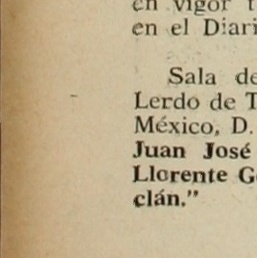 en vigor
en el Diari
Sala de
Lerdo de T
México, D.
Juan José
Llorente G
clán."